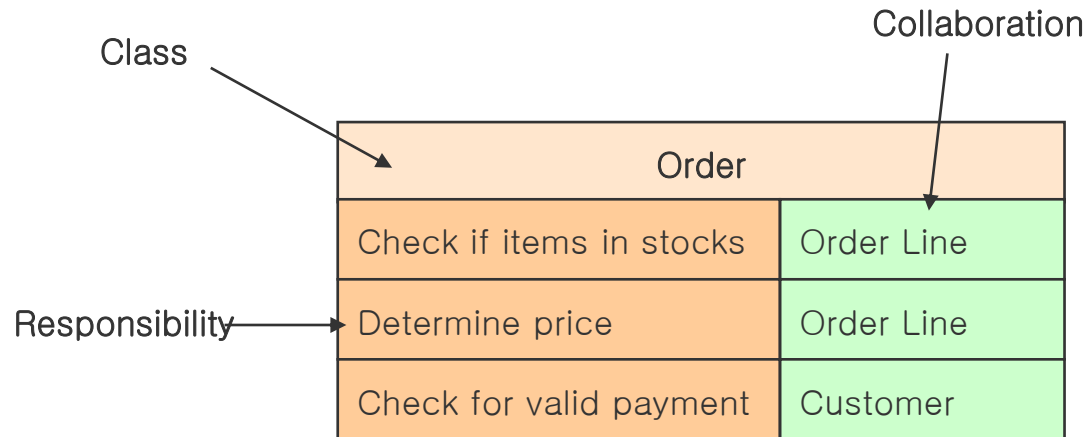 Collaboration
Class
Order
Check if items in stocks Order Line
Responsibility Determine price Order Line
Check for valid payment Customer